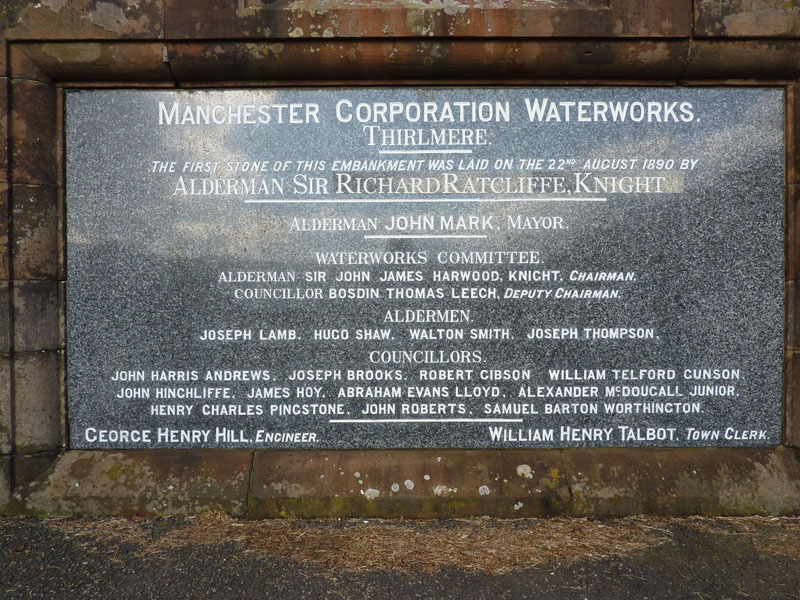 MANCHESTER CORPORATION WATERWORKS.
THIRLMERE.
THE FIRST STONE OF THIS EMBANKMENT WAS LAID ON THE 22ND AUGUST 1890 BY
ALDERMAN SIR RICHARD RATCLIFFE, KNIGHT
ALDERMAN JOHN MARK, MAYOR.
WATERWORKS COMMITTEE.
ALDERMAN SIR JOHN JAMES HARWOOD, KNIGHT, CHAIRMAN.
COUNCILLOR BOSDIN THOMAS LEECH, DEPUTY CHAIRMAN.
ALDERMEN.
JOSEPH LAMB. HUGO SHAW. WALTON SMITH. JOSEPH THOMPSON.
COUNCILLORS.
JOHN HARRIS ANDREWS. JOSEPH BROOKS. ROBERT GIBSON WILLIAM TELFORD GUNSON.
JOHN HINCHLIFFE. JAMES HOY. ABRAHAM EVANS LLOYD. ALEXANDER McDOUGALL JUNIOR.
HENRY CHARLES PINGSTONE. JOHN ROBERTS. SAMUEL BARTON WORTHINGTON.
GEORGE HENRY HILL, ENGINEER. WILLIAM HENRY TALBOT, TOWN CLERK.